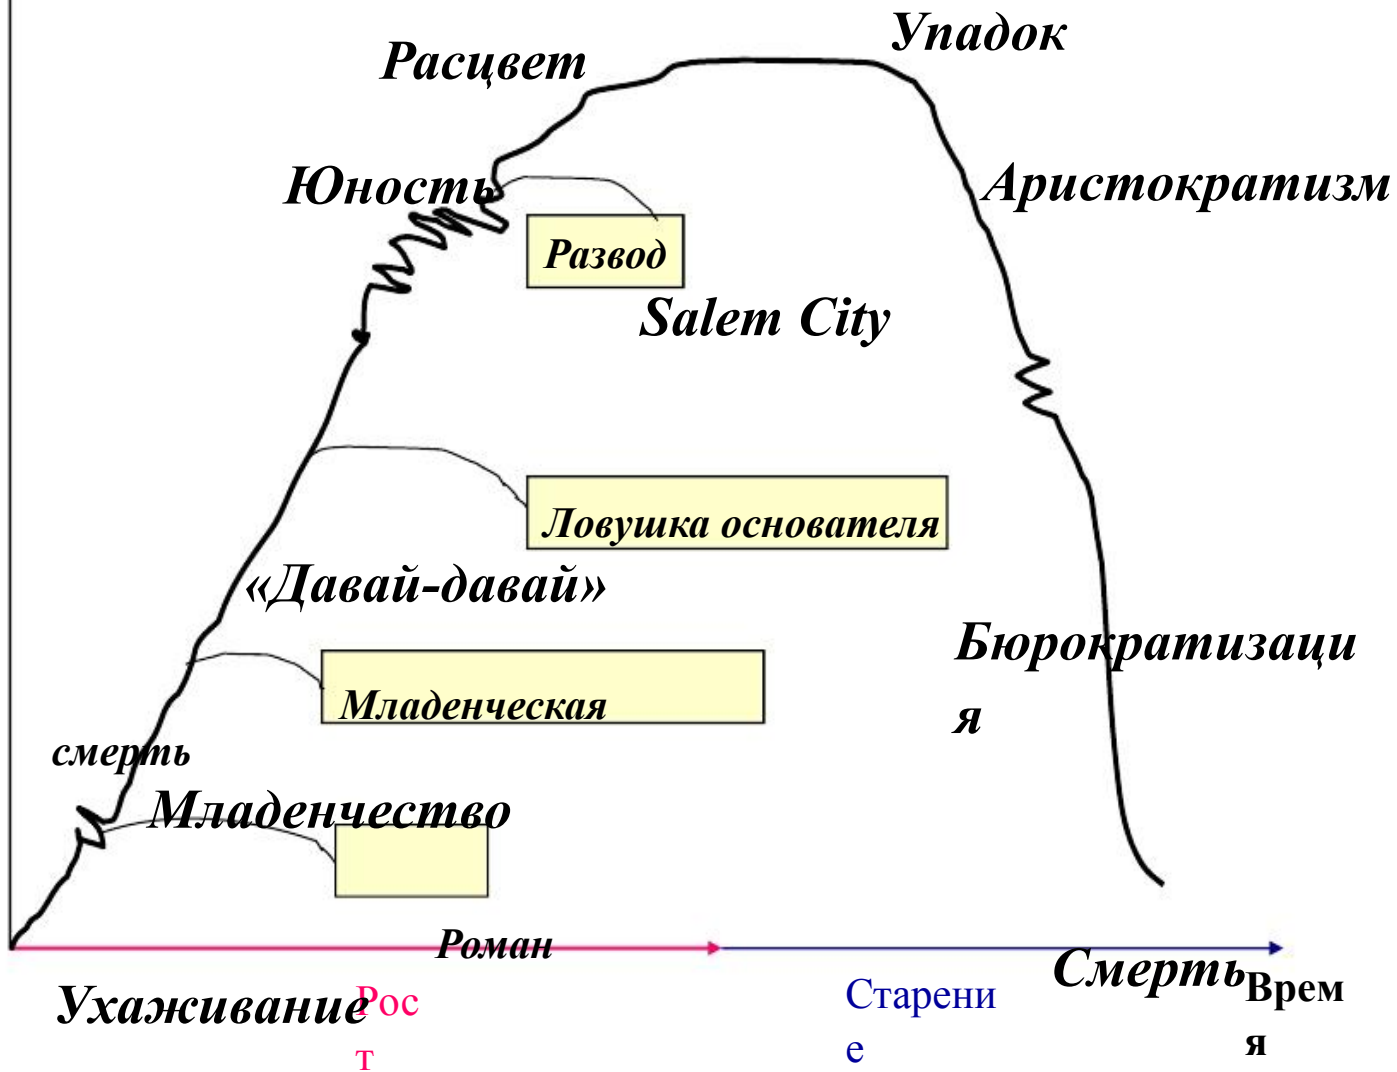 Упадок
Расцвет
Аристократизм
Юность
Развод
Salem City
Ловушка основателя
«Давай-давай»
Бюрократизаци
я
Младенческая
смерть
Младенчество
Роман
Смерть
Ухаживание
Рос
т
Старени
е
Врем
я